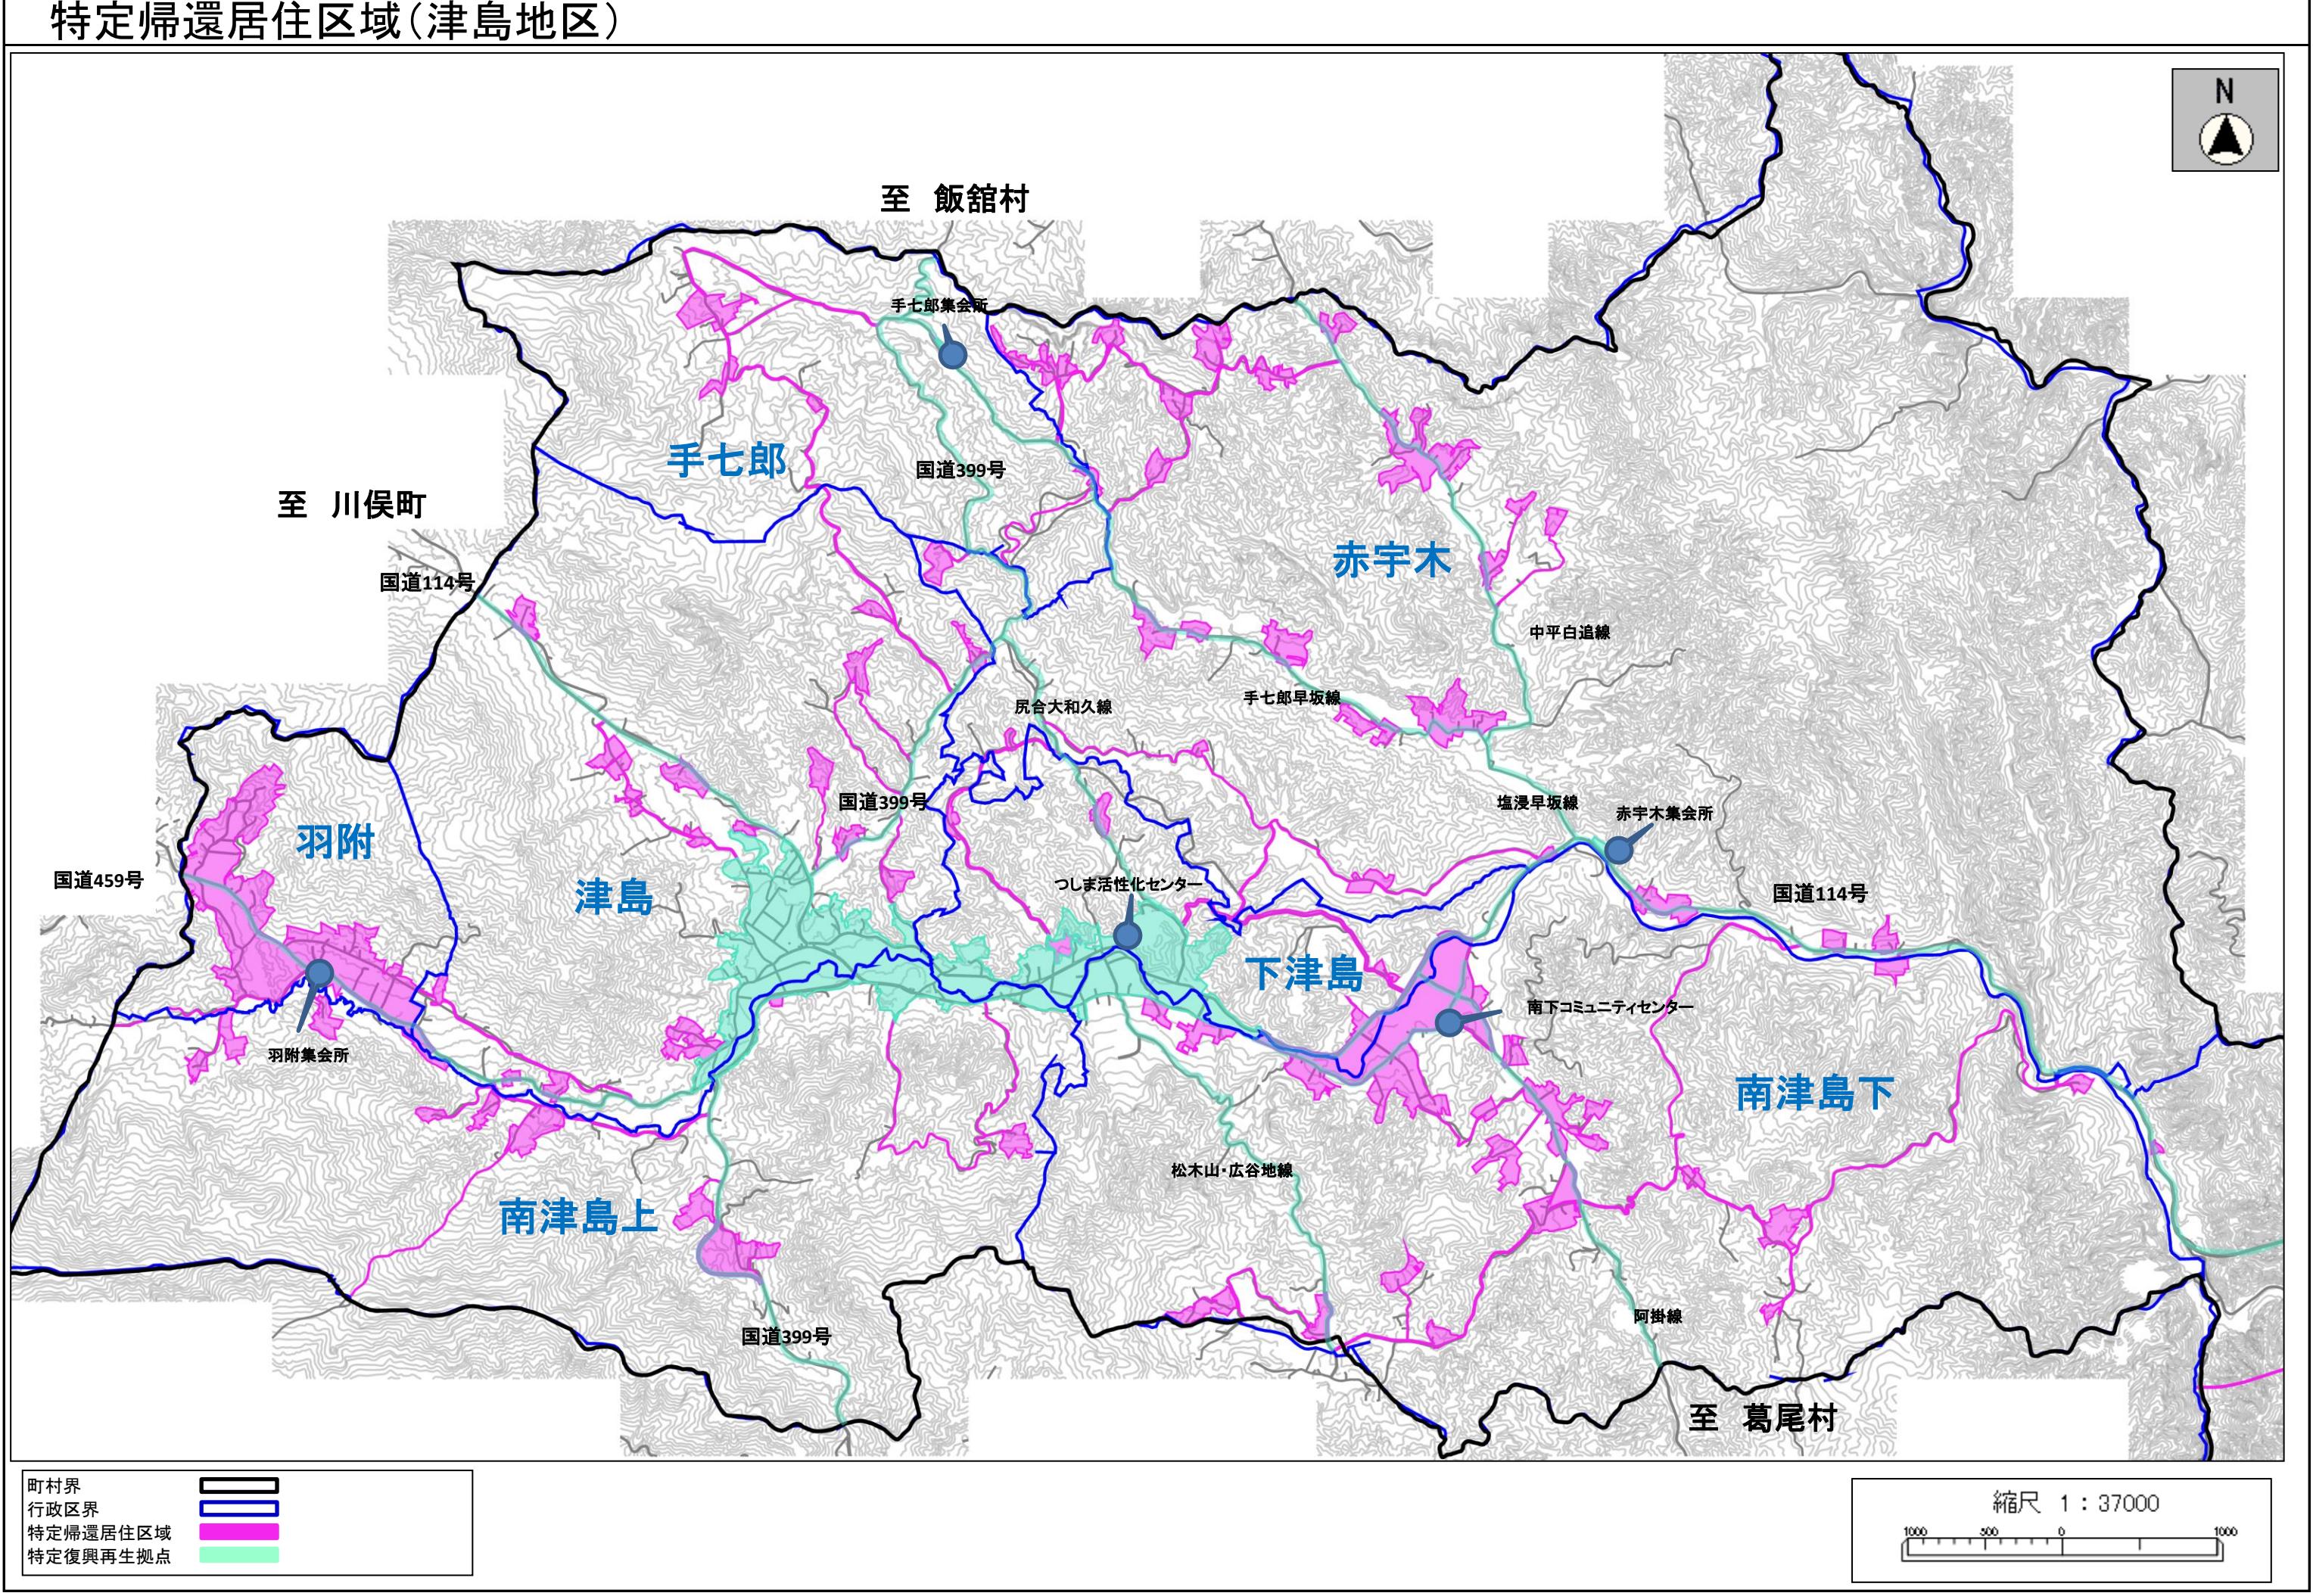 特定帰還居住区域（津島地区）
N
至　飯舘村
手七郎集会所
手七郎
国道399号
至　川俣町
赤宇木
国道114号
中平白追線
手七郎早坂線
尻合大和久線
国道399号
塩浸早坂線
赤宇木集会所
羽附
国道459号
津島
つしま活性化センター
国道114号
下津島
南下コミュニティセンター
羽附集会所
南津島下
松木山・広谷地線
南津島上
阿掛線
国道399号
至　葛尾村
町村界
行政区界
特定帰還居住区域
特定復興再生拠点
縮尺 1：37000
1000 500 0 1000